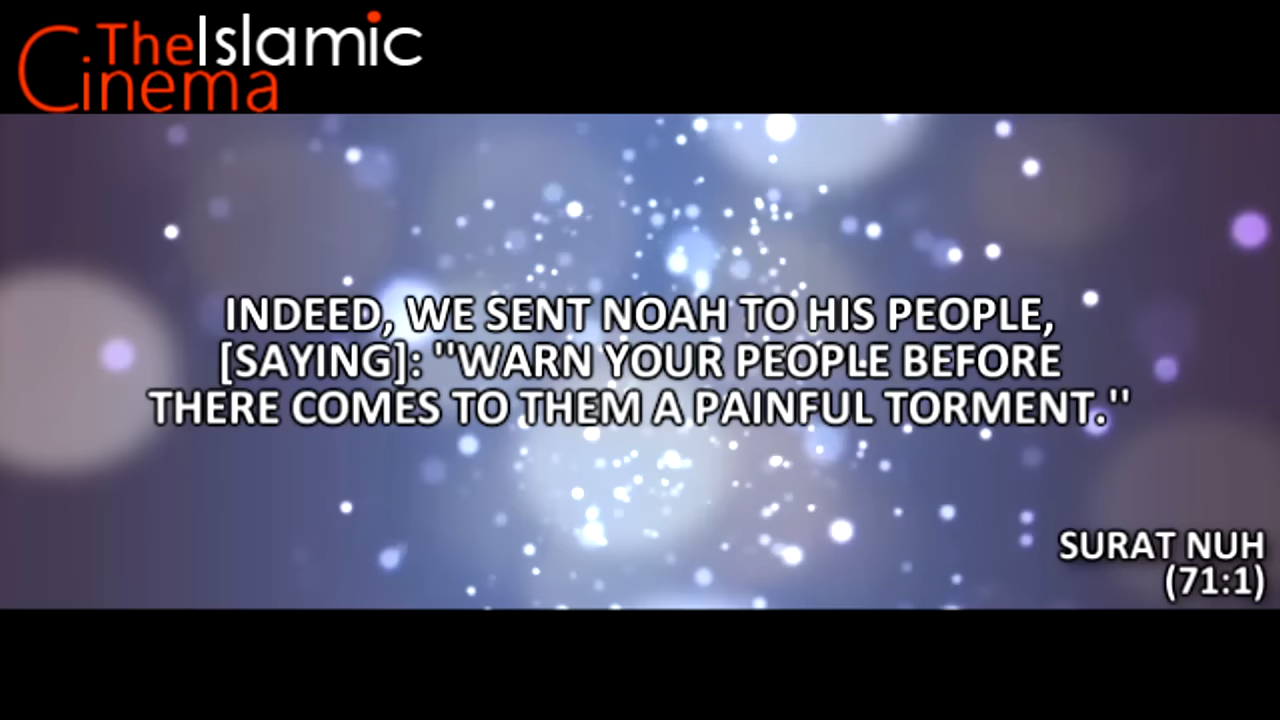 TheIslamic
Cinema
INDEED, WE SENT NOAH TO HIS PEOPLE,
[SAYING]: "WARN YOUR PEOPLE BEFORE
THERE COMES TO THEM A PAINFUL TORMENT."
SURAT NUH
(71:1)